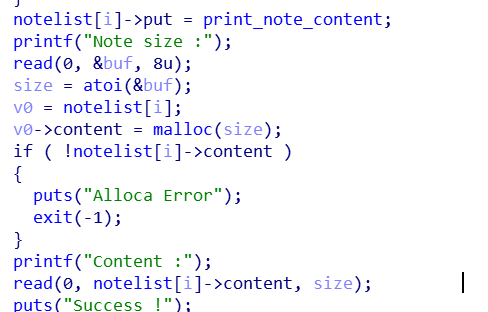 }
notelist[i]->put = print_note_content;
printf("Note size :");
read(0, &buf, 8u);
size = atoi(&buf);
v0 = notelist[i];
v0->content = malloc(size);
if ( !notelist[i]->content )
{
puts("Alloca Error");
exit(-1);
}
printf("Content :");
read(0, notelist[i]->content, size);
puts("Success !");